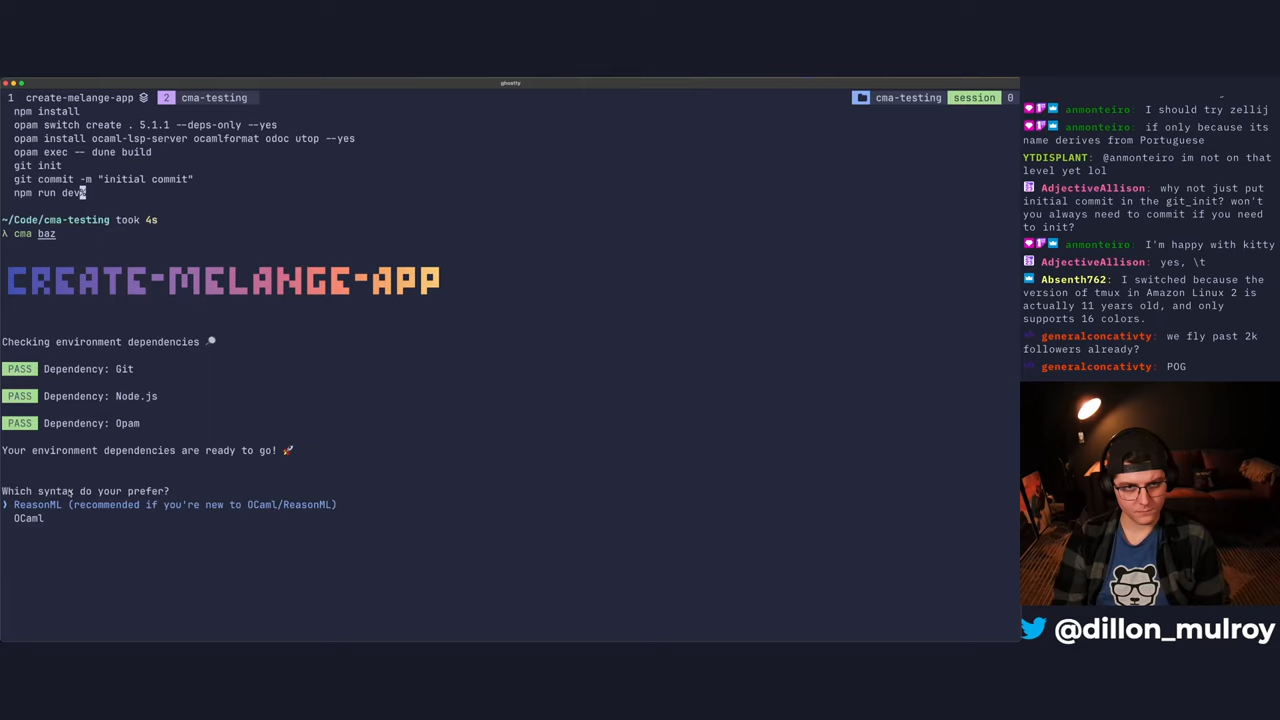 ghostty
1 create-melange-app 2 cma-testing
cma-testing session 0
npm install
opam switch create . 5.1.1 --deps-only --yes
opam install ocaml-lsp-server ocamlformat odoc utop --yes
opam exec -- dune build
git init
git commit -m "initial commit"
npm run dev%
~/Code/cma-testing took 4s
λ cma baz
CREATE-MELANGE-APP
Checking environment dependencies
PASS Dependency: Git
PASS Dependency: Node.js
PASS Dependency: Opam
Your environment dependencies are ready to go! 🚀
Which syntax do your prefer?
❯ ReasonML (recommended if you're new to OCaml/ReasonML)
OCaml
anmonteiro: I should try zellij
anmonteiro: if only because its
name derives from Portuguese
YTDISPLANT: @anmonteiro im not on that
level yet lol
AdjectiveAllison: why not just put
initial commit in the git_init? won't
you always need to commit if you need
to init?
anmonteiro: I'm happy with kitty
AdjectiveAllison: yes, \t
Absenth762: I switched because the
version of tmux in Amazon Linux 2 is
actually 11 years old, and only
supports 16 colors.
generalconcativty: we fly past 2k
followers already?
generalconcativty: POG
@dillon_mulroy